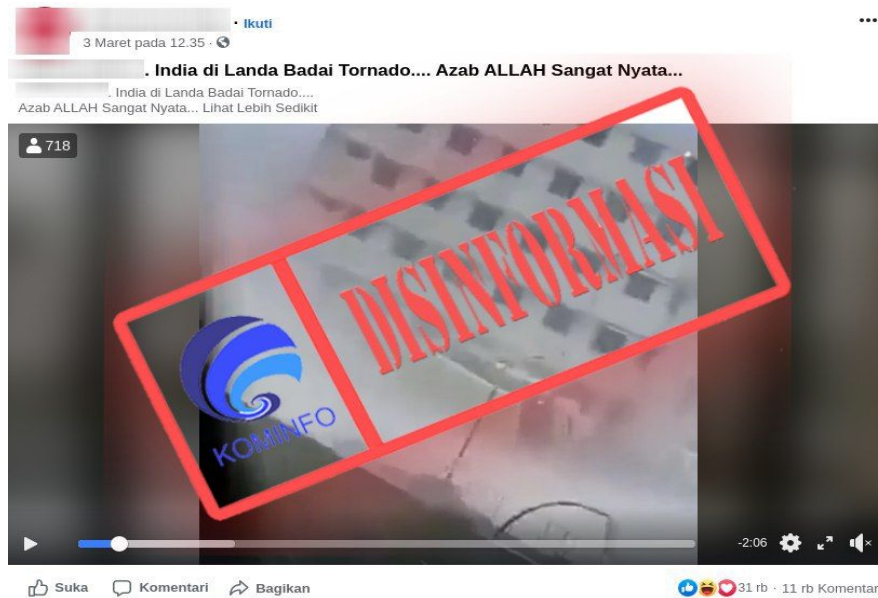 · Ikuti
3 Maret pada 12.35 ·
. India di Landa Badai Tornado.... Azab ALLAH Sangat Nyata...
. India di Landa Badai Tornado....
Azab ALLAH Sangat Nyata... Lihat Lebih Sedikit
718
DISINFORMASI
KOMINFO
-2:06
Suka
Komentari
Bagikan
31 rb · 11 rb Komentar